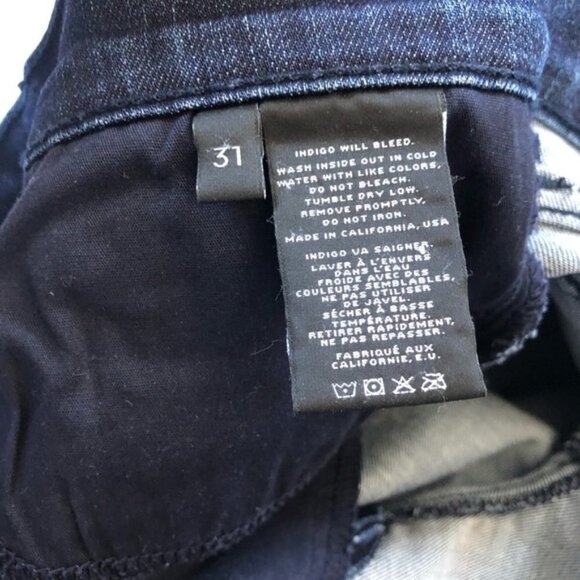 31
INDIGO WILL BLEED.
WASH INSIDE OUT IN COLD
WATER WITH LIKE COLORS,
DO NOT BLEACH.
TUMBLE DRY LOW.
REMOVE PROMPTLY,
DO NOT IRON.
MADE IN CALIFORNIA, USA
INDIGO VA SAIGNER.
LAVER À L'ENVERS
DANS L'EAU
FROIDE AVEC DES
COULEURS SEMBLABLES,
NE PAS UTILISER
DE JAVEL.
SÉCHER À BASSE
TEMPÉRATURE.
RETIRER RAPIDEMENT,
NE PAS REPASSER.
FABRIQUÉ AUX
CALIFORNIE, E.U.